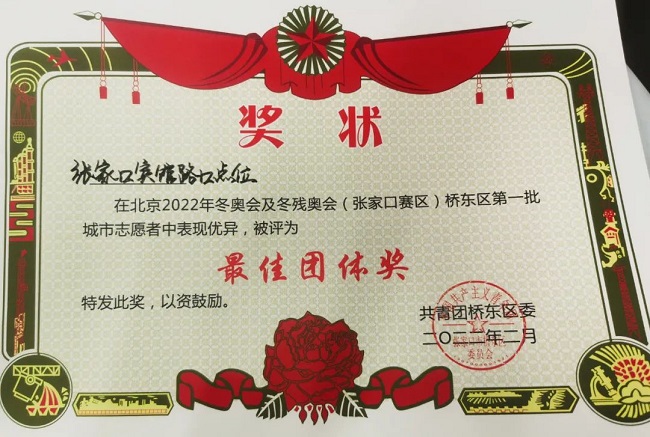 奖状
张家口宾馆路口点位
在北京2022年冬奥会及冬残奥会（张家口赛区）桥东区第一批
城市志愿者中表现优异，被评为
最佳团体奖
特发此奖，以资鼓励。
共青团桥东区委
二〇二二年二月
委员会